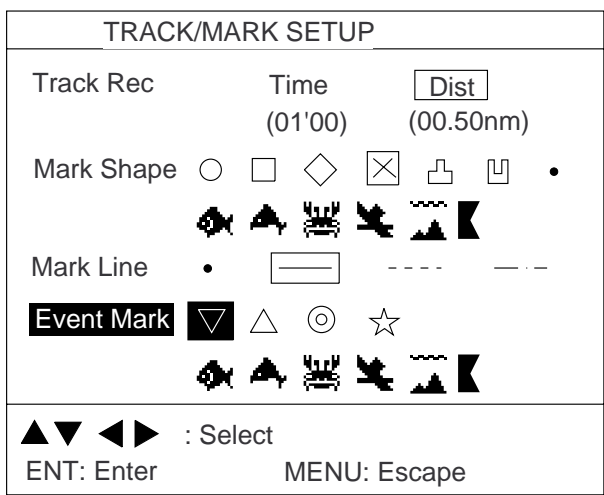 TRACK/MARK SETUP
Track Rec Time Dist
(01'00) (00.50nm)
Mark Shape
Mark Line
Event Mark
: Select
ENT: Enter MENU: Escape